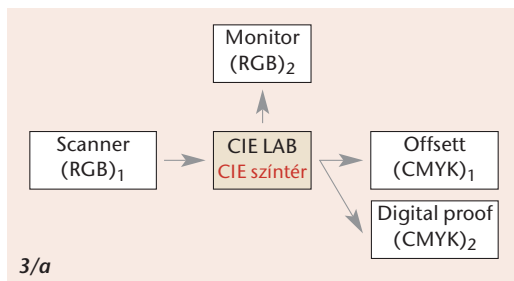 Monitor
(RGB)2
Scanner
(RGB)1
CIE LAB
CIE színtér
Offsett
(CMYK)1
Digital proof
(CMYK)2
3/a